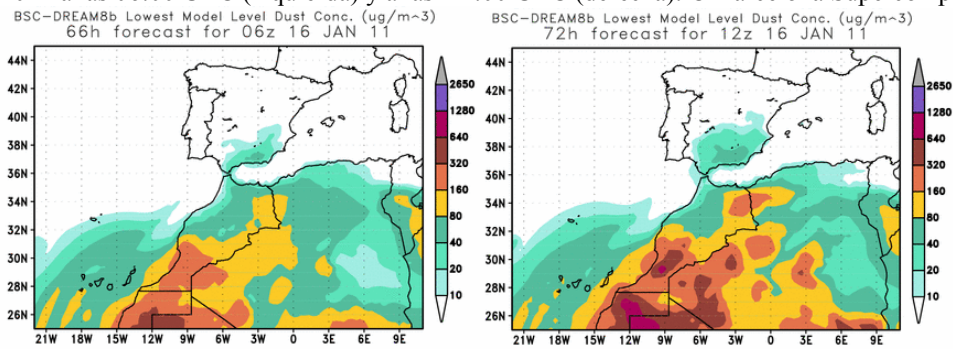 BSC-DREAM8b Lowest Model Level Dust Conc. (ug/m^3)
66h forecast for 06z 16 JAN 11
44N
42N
40N
38N
36N
34N
32N
30N
28N
26N
21W 18W 15W 12W 9W 6W 3W 0 3E 6E 9E
2650
1280
640
320
160
80
40
20
10
BSC-DREAM8b Lowest Model Level Dust Conc. (ug/m^3)
72h forecast for 12z 16 JAN 11
44N
42N
40N
38N
36N
34N
32N
30N
28N
26N
21W 18W 15W 12W 9W 6W 3W 0 3E 6E 9E
2650
1280
640
320
160
80
40
20
10